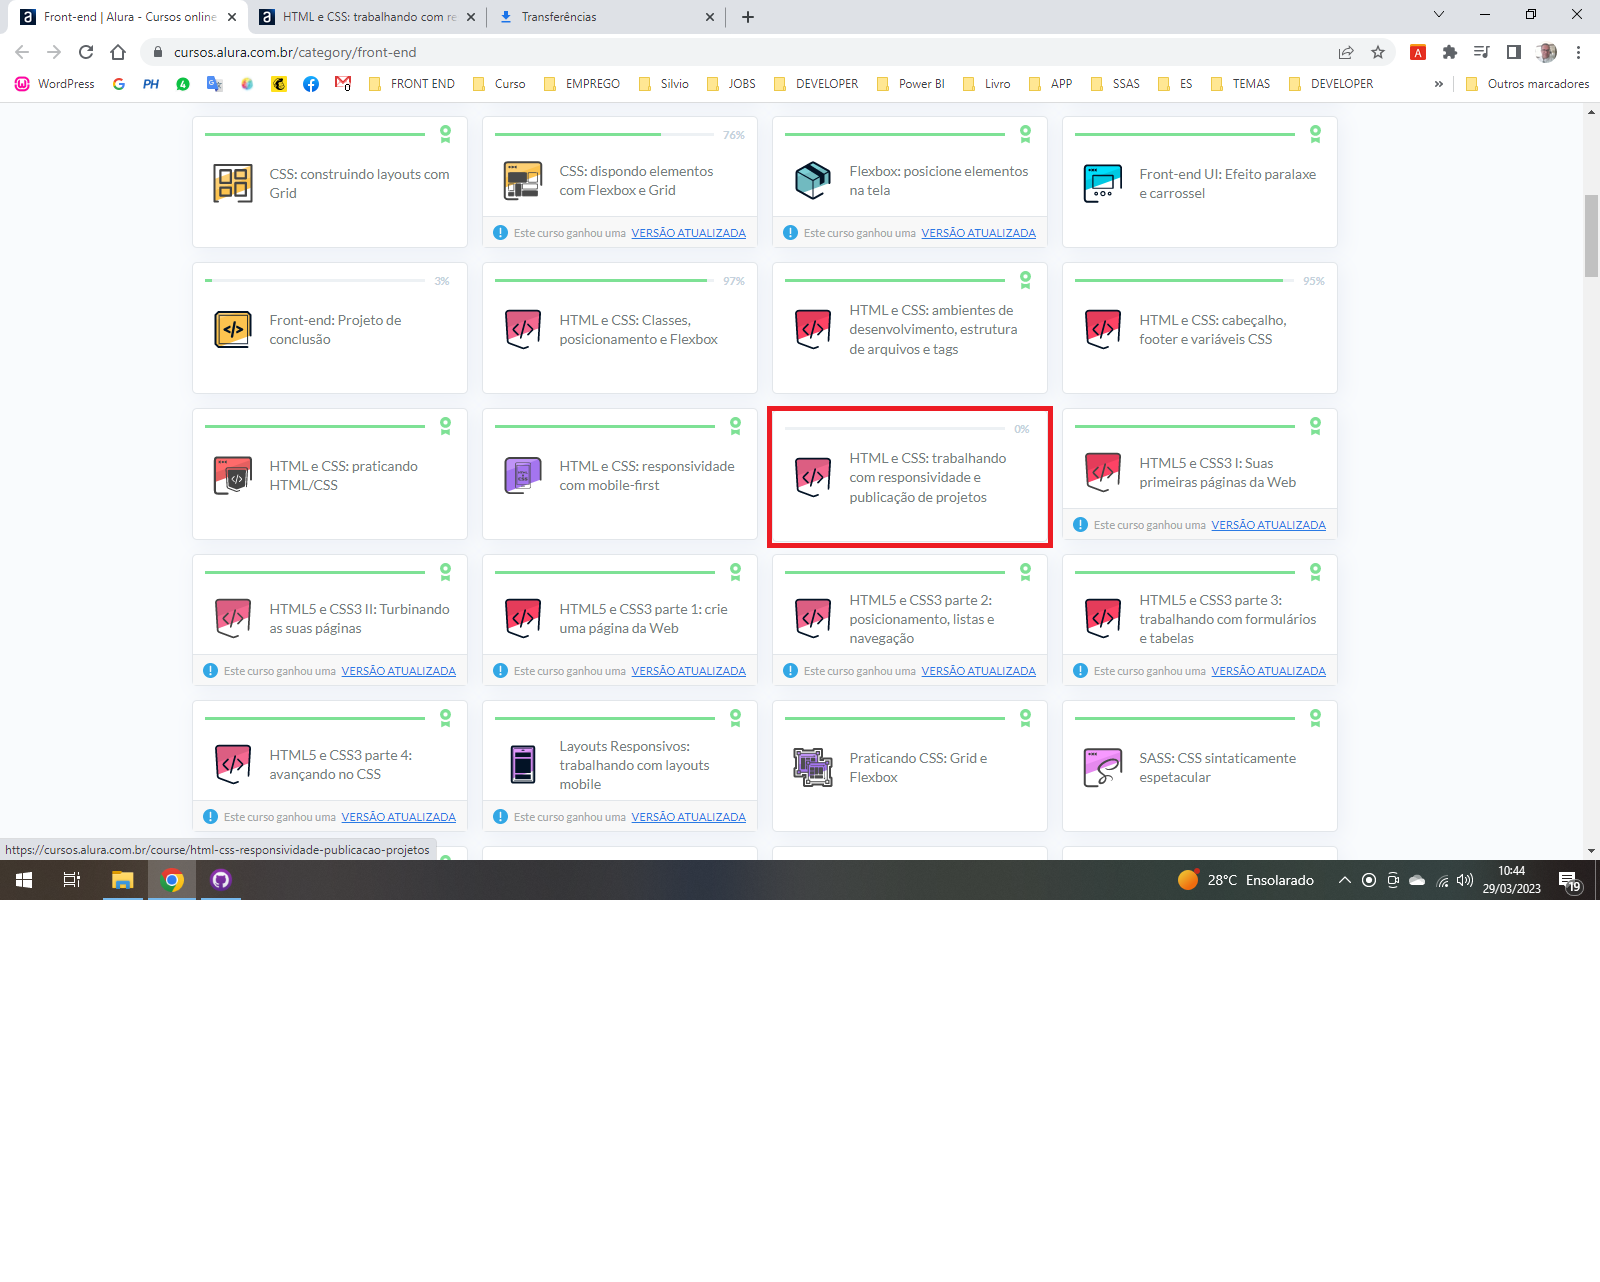 Front-end | Alura - Cursos online
HTML e CSS: trabalhando com re
Transferências
cursos.alura.com.br/category/front-end
WordPress
PH
FRONT END
Curso
EMPREGO
Silvio
JOBS
DEVELOPER
Power BI
Livro
APP
SSAS
ES
TEMAS
DEVELOPER
»
Outros marcadores
CSS: construindo layouts com
Grid
76%
CSS: dispondo elementos
com Flexbox e Grid
Este curso ganhou uma VERSÃO ATUALIZADA
Flexbox: posicione elementos
na tela
Este curso ganhou uma VERSÃO ATUALIZADA
Front-end UI: Efeito paralaxe
e carrossel
3%
Front-end: Projeto de
conclusão
97%
HTML e CSS: Classes,
posicionamento e Flexbox
HTML e CSS: ambientes de
desenvolvimento, estrutura
de arquivos e tags
95%
HTML e CSS: cabeçalho,
footer e variáveis CSS
HTML e CSS: praticando
HTML/CSS
HTML e CSS: responsividade
com mobile-first
0%
HTML e CSS: trabalhando
com responsividade e
publicação de projetos
HTML5 e CSS3 I: Suas
primeiras páginas da Web
Este curso ganhou uma VERSÃO ATUALIZADA
HTML5 e CSS3 II: Turbinando
as suas páginas
Este curso ganhou uma VERSÃO ATUALIZADA
HTML5 e CSS3 parte 1: crie
uma página da Web
Este curso ganhou uma VERSÃO ATUALIZADA
HTML5 e CSS3 parte 2:
posicionamento, listas e
navegação
Este curso ganhou uma VERSÃO ATUALIZADA
HTML5 e CSS3 parte 3:
trabalhando com formulários
e tabelas
Este curso ganhou uma VERSÃO ATUALIZADA
HTML5 e CSS3 parte 4:
avançando no CSS
Este curso ganhou uma VERSÃO ATUALIZADA
Layouts Responsivos:
trabalhando com layouts
mobile
Este curso ganhou uma VERSÃO ATUALIZADA
Praticando CSS: Grid e
Flexbox
SASS: CSS sintaticamente
espetacular
https://cursos.alura.com.br/course/html-css-responsividade-publicacao-projetos
28°C Ensolarado
10:44
29/03/2023
19